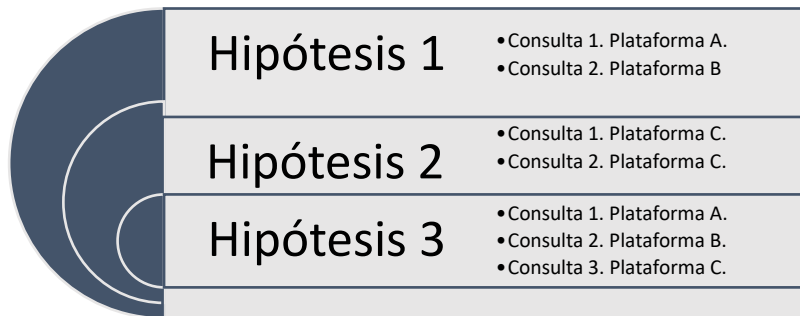 Hipótesis 1
•Consulta 1. Plataforma A.
•Consulta 2. Plataforma B
Hipótesis 2
•Consulta 1. Plataforma C.
•Consulta 2. Plataforma C.
Hipótesis 3
•Consulta 1. Plataforma A.
•Consulta 2. Plataforma B.
•Consulta 3. Plataforma C.